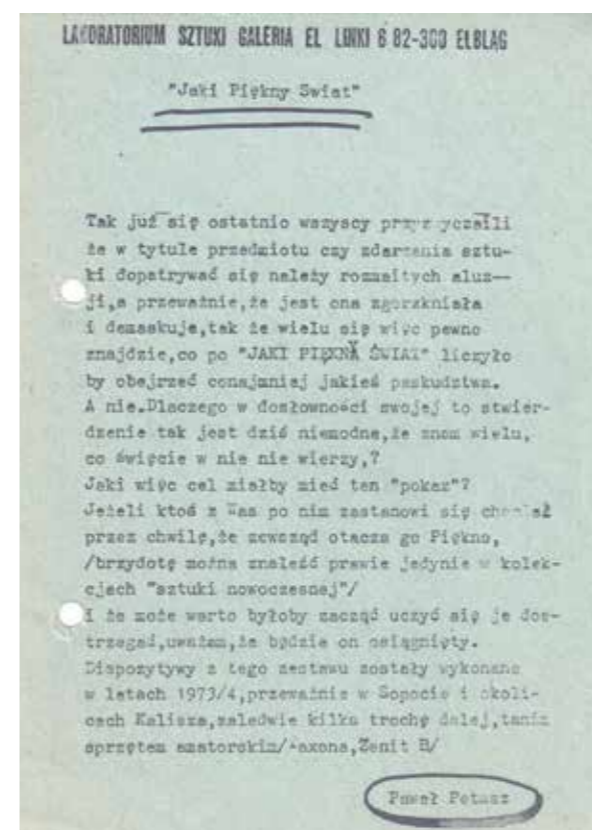 LABORATORIUM SZTUKI GALERIA EL LINKI 6 82-300 ELBLĄG
"Jaki Piękny Swiat"
Tak już się ostatnio wszyscy przyzyczaili
że w tytule przedmiotu czy zdarzenia sztu-
ki dopatrywać się należy rozmaitych aluz-
ji,a przeważnie,że jest ona zgorzkniała
i demaskuje,tak że wielu się więc pewno
znajdzie,co po "JAKI PIĘKNY ŚWIAT" liczyło
by obejrzeć conajmniej jakieś paskudztwa.
A nie.Dlaczego w dosłowności swojej to stwier-
dzenie tak jest dziś niemodne,że znam wielu,
co święcie w nie nie wierzy,?
Jaki więc cel miałby mieć ten "pokaz"?
Jeżeli ktoś z Was po nim zastanowi się chociaż
przez chwilę,że zewsząd otacza go Piękno,
/brzydotę można znaleźć prawie jedynie w kolek-
cjach "sztuki nowoczesnej"/
i że może warto byłoby zacząć uczyć się je dos-
trzegać,uważam,że będzie on osiągnięty.
Diapozytywy z tego zestawu zostały wykonane
w latach 1973/4,przeważnie w Sopocie i okoli-
cach Kalisza,zaledwie kilka trochę dalej,tanim
sprzętem amatorskim/ Zenit B/
Paweł Petasz